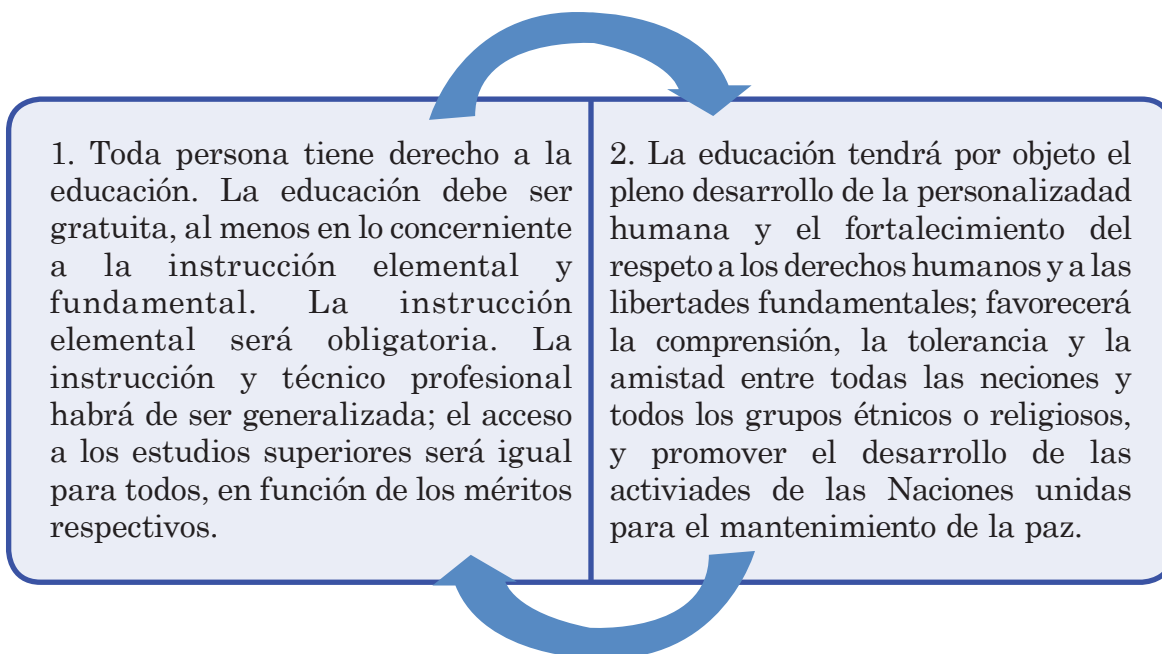 1. Toda persona tiene derecho a la
educación. La educación debe ser
gratuita, al menos en lo concerniente
a la instrucción elemental y
fundamental. La instrucción
elemental será obligatoria. La
instrucción y técnico profesional
habrá de ser generalizada; el acceso
a los estudios superiores será igual
para todos, en función de los méritos
respectivos.
2. La educación tendrá por objeto el
pleno desarrollo de la personalizadad
humana y el fortalecimiento del
respeto a los derechos humanos y a las
libertades fundamentales; favorecerá
la comprensión, la tolerancia y la
amistad entre todas las neciones y
todos los grupos étnicos o religiosos,
y promover el desarrollo de las
activiades de las Naciones unidas
para el mantenimiento de la paz.